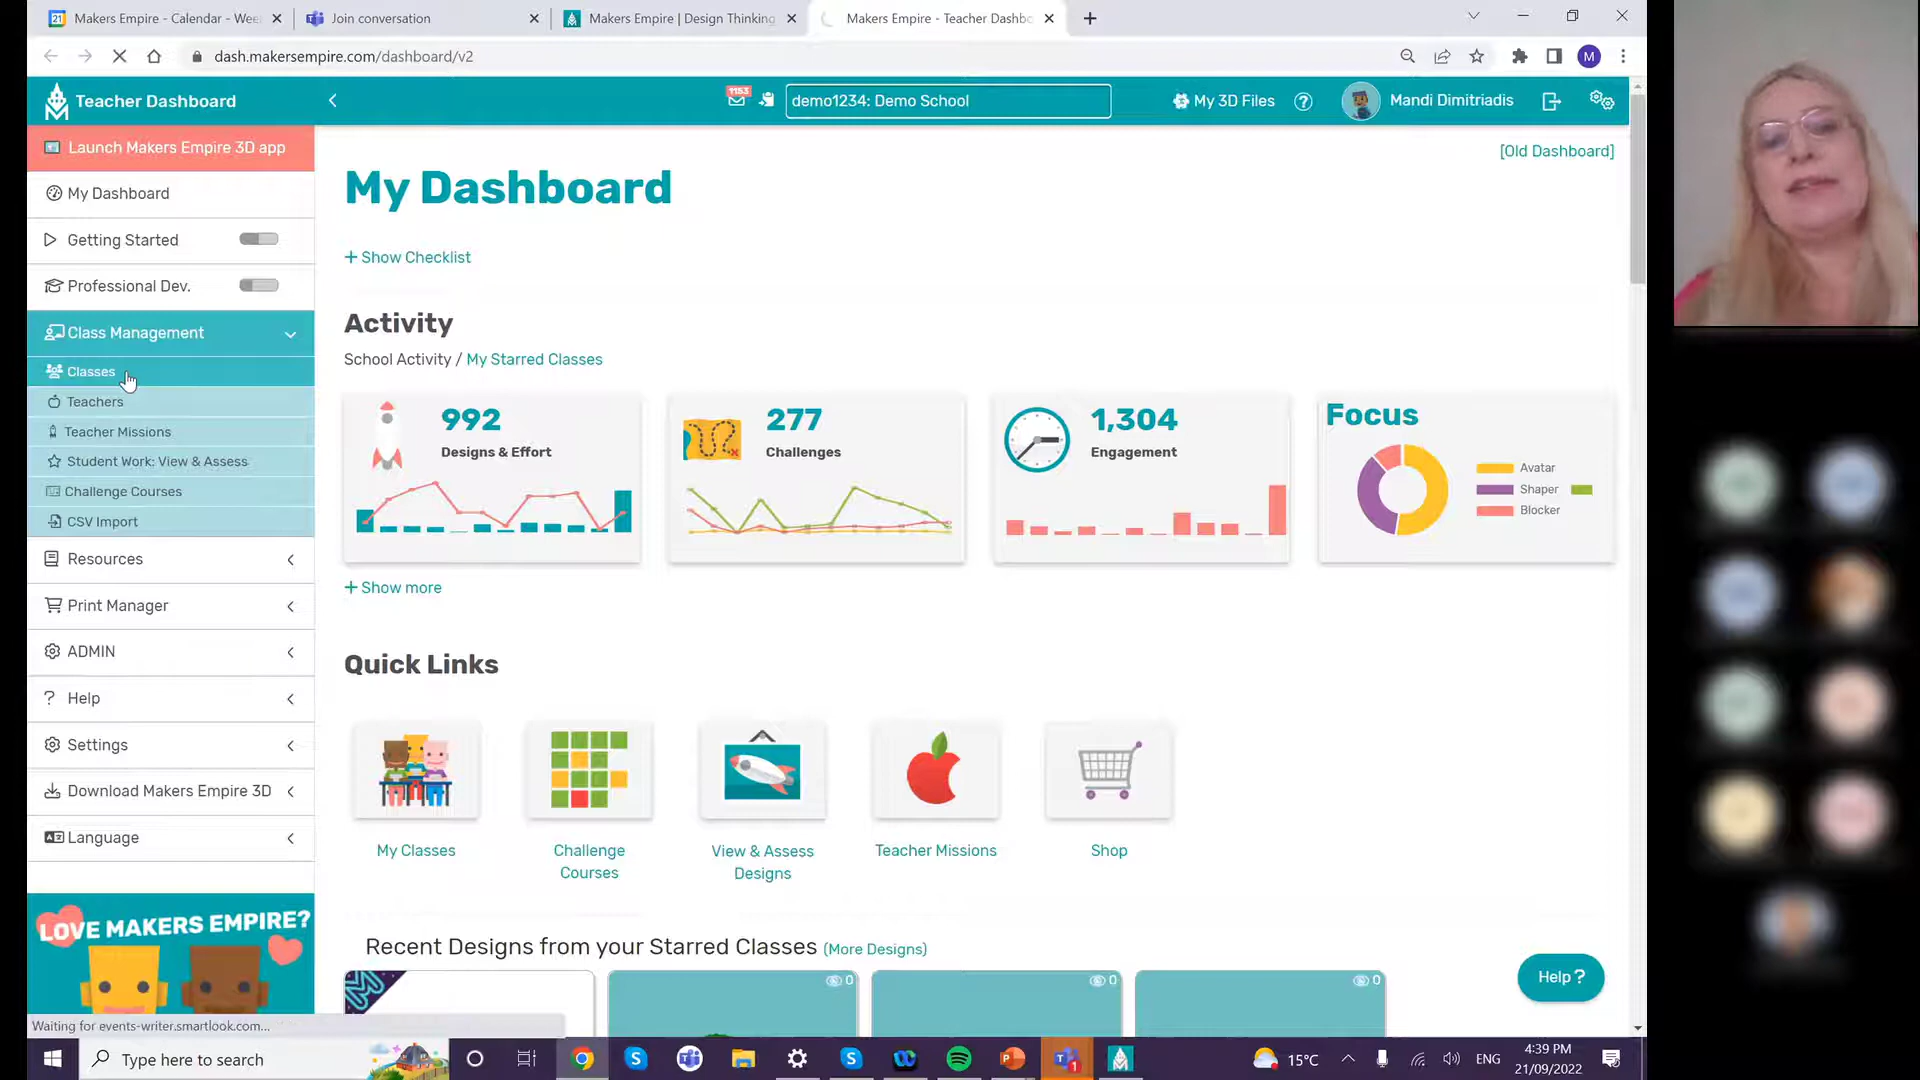 Makers Empire - Calendar - Wee
Join conversation
Makers Empire | Design Thinking
Makers Empire - Teacher Dashbo
dash.makersempire.com/dashboard/v2
M
Teacher Dashboard
1153
demo1234: Demo School
My 3D Files
Mandi Dimitriadis
Launch Makers Empire 3D app
My Dashboard
Getting Started
Professional Dev.
Class Management
Classes
Teachers
Teacher Missions
Student Work: View & Assess
Challenge Courses
CSV Import
Resources
Print Manager
ADMIN
Help
Settings
Download Makers Empire 3D
Language
LOVE MAKERS EMPIRE?
Waiting for events-writer.smartlook.com...
[Old Dashboard]
My Dashboard
+ Show Checklist
Activity
School Activity / My Starred Classes
992
Designs & Effort
277
Challenges
1,304
Engagement
Focus
Avatar
Shaper
Blocker
+ Show more
Quick Links
My Classes
Challenge
Courses
View & Assess
Designs
Teacher Missions
Shop
Recent Designs from your Starred Classes (More Designs)
0
0
0
Help ?
Type here to search
15°C
ENG
4:39 PM
21/09/2022